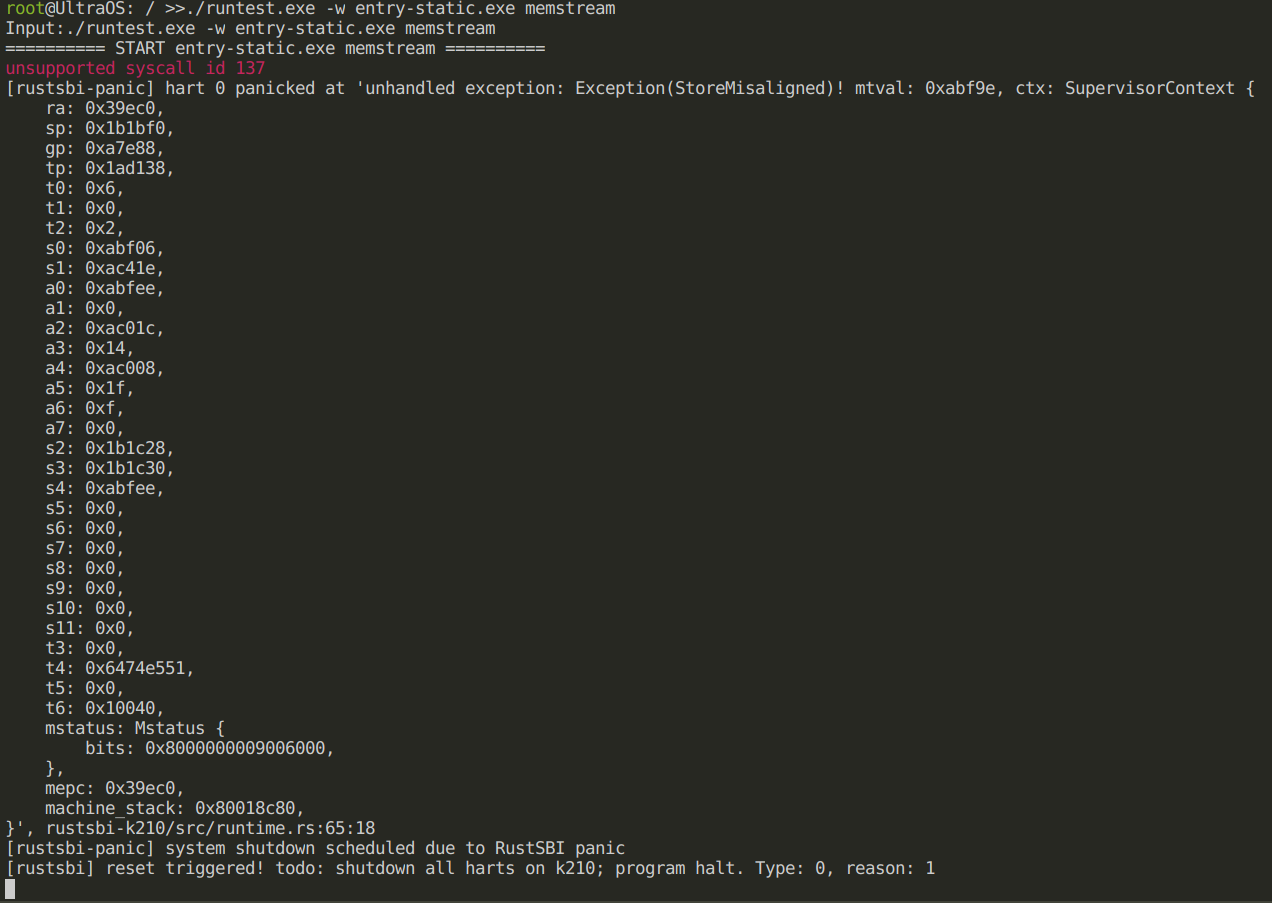 root@UltraOS: / >>./runtest.exe -w entry-static.exe memstream
Input:./runtest.exe -w entry-static.exe memstream
========== START entry-static.exe memstream ==========
unsupported syscall id 137
[rustsbi-panic] hart 0 panicked at 'unhandled exception: Exception(StoreMisaligned)! mtval: 0xabf9e, ctx: SupervisorContext {
    ra: 0x39ec0,
    sp: 0x1b1bf0,
    gp: 0xa7e88,
    tp: 0x1ad138,
    t0: 0x6,
    t1: 0x0,
    t2: 0x2,
    s0: 0xabf06,
    s1: 0xac41e,
    a0: 0xabfee,
    a1: 0x0,
    a2: 0xac01c,
    a3: 0x14,
    a4: 0xac008,
    a5: 0x1f,
    a6: 0xf,
    a7: 0x0,
    s2: 0x1b1c28,
    s3: 0x1b1c30,
    s4: 0xabfee,
    s5: 0x0,
    s6: 0x0,
    s7: 0x0,
    s8: 0x0,
    s9: 0x0,
    s10: 0x0,
    s11: 0x0,
    t3: 0x0,
    t4: 0x6474e551,
    t5: 0x0,
    t6: 0x10040,
    mstatus: Mstatus {
        bits: 0x8000000009006000,
    },
    mepc: 0x39ec0,
    machine_stack: 0x80018c80,
}', rustsbi-k210/src/runtime.rs:65:18
[rustsbi-panic] system shutdown scheduled due to RustSBI panic
[rustsbi] reset triggered! todo: shutdown all harts on k210; program halt. Type: 0, reason: 1